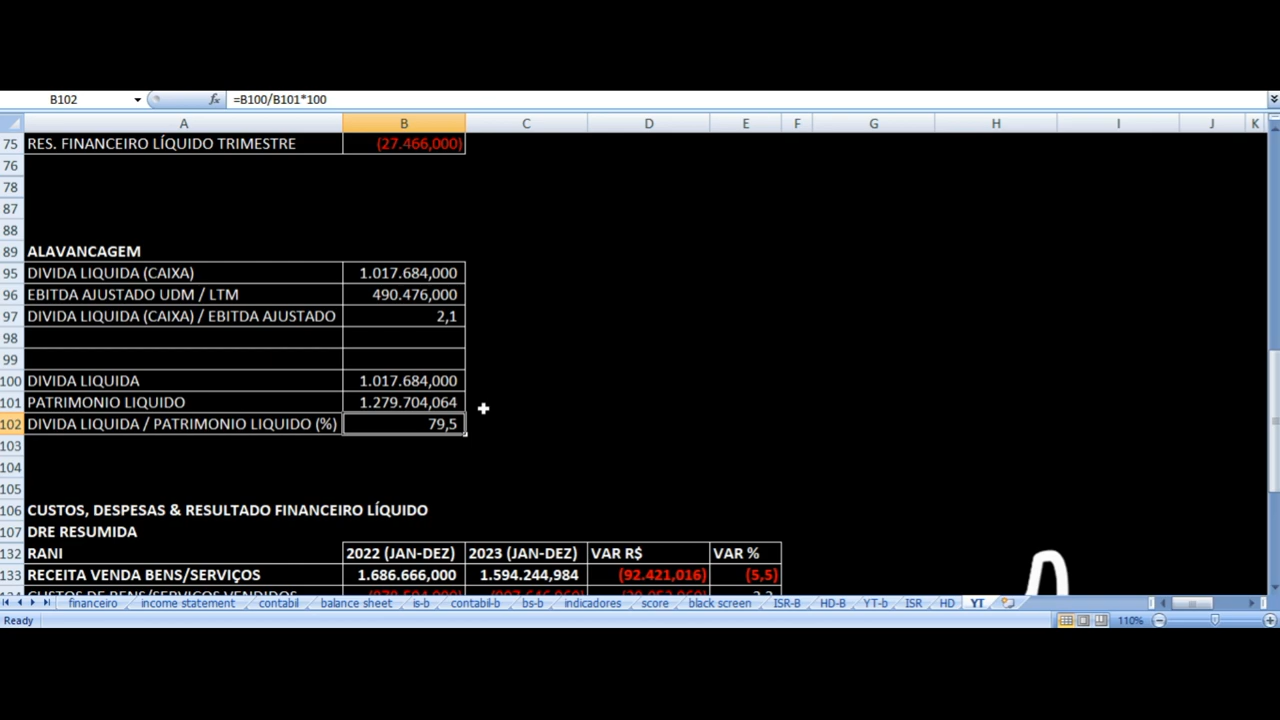 B102 fx =B100/B101*100
A B C D E F G H I J K
75 RES. FINANCEIRO LÍQUIDO TRIMESTRE (27.466,000)
76
78
87
88
89 ALAVANCAGEM
95 DIVIDA LIQUIDA (CAIXA) 1.017.684,000
96 EBITDA AJUSTADO UDM / LTM 490.476,000
97 DIVIDA LIQUIDA (CAIXA) / EBITDA AJUSTADO 2,1
98
99
100 DIVIDA LIQUIDA 1.017.684,000
101 PATRIMONIO LIQUIDO 1.279.704,064
102 DIVIDA LIQUIDA / PATRIMONIO LIQUIDO (%) 79,5
103
104
105
106 CUSTOS, DESPESAS & RESULTADO FINANCEIRO LÍQUIDO
107 DRE RESUMIDA
132 RANI 2022 (JAN-DEZ) 2023 (JAN-DEZ) VAR R$ VAR %
133 RECEITA VENDA BENS/SERVIÇOS 1.686.666,000 1.594.244,984 (92.421,016) (5,5)
financeiro income statement contabil balance sheet is-b contabil-b bs-b indicadores score black screen ISR-B HD-B YT-b ISR HD YT
Ready 110%